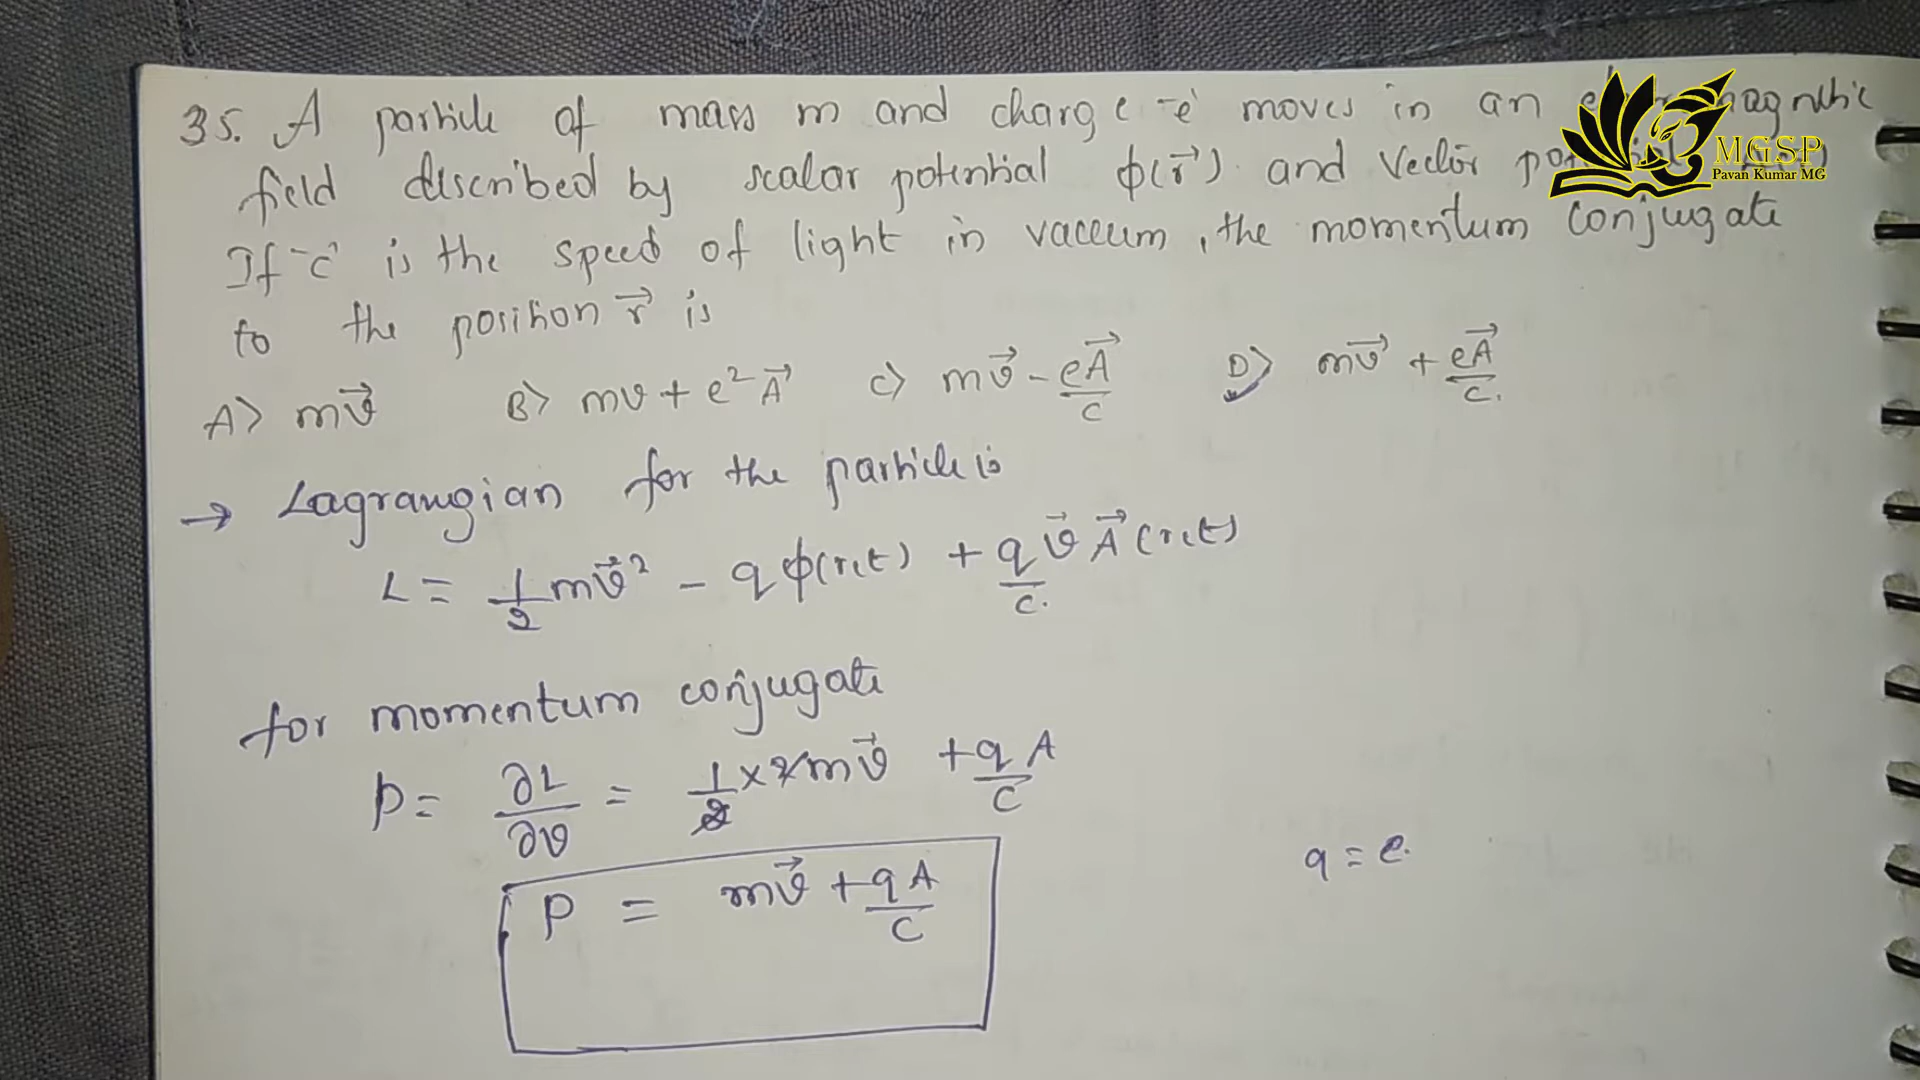 35. A particle of mass m and charge 'e' moves in an
field described by scalar potential ϕ(r⃗) and vector
If 'c' is the speed of light in vaccum, the momentum conjugate
to the position r⃗ is
A> mv⃗ B> mv + e² A⃗ C> mv⃗ - eA⃗/c D> mv⃗ + eA⃗/c.
→ Lagrangian for the particle is
L = 1/2 mv⃗² - qϕ(r,t) + q/c. v⃗ A⃗ (r,t)
for momentum conjugate
p = ∂L/∂v = 1/2 x 2mv⃗ + qA/c
q = e.
P = mv⃗ + qA/c
MGSP
Pavan Kumar MG